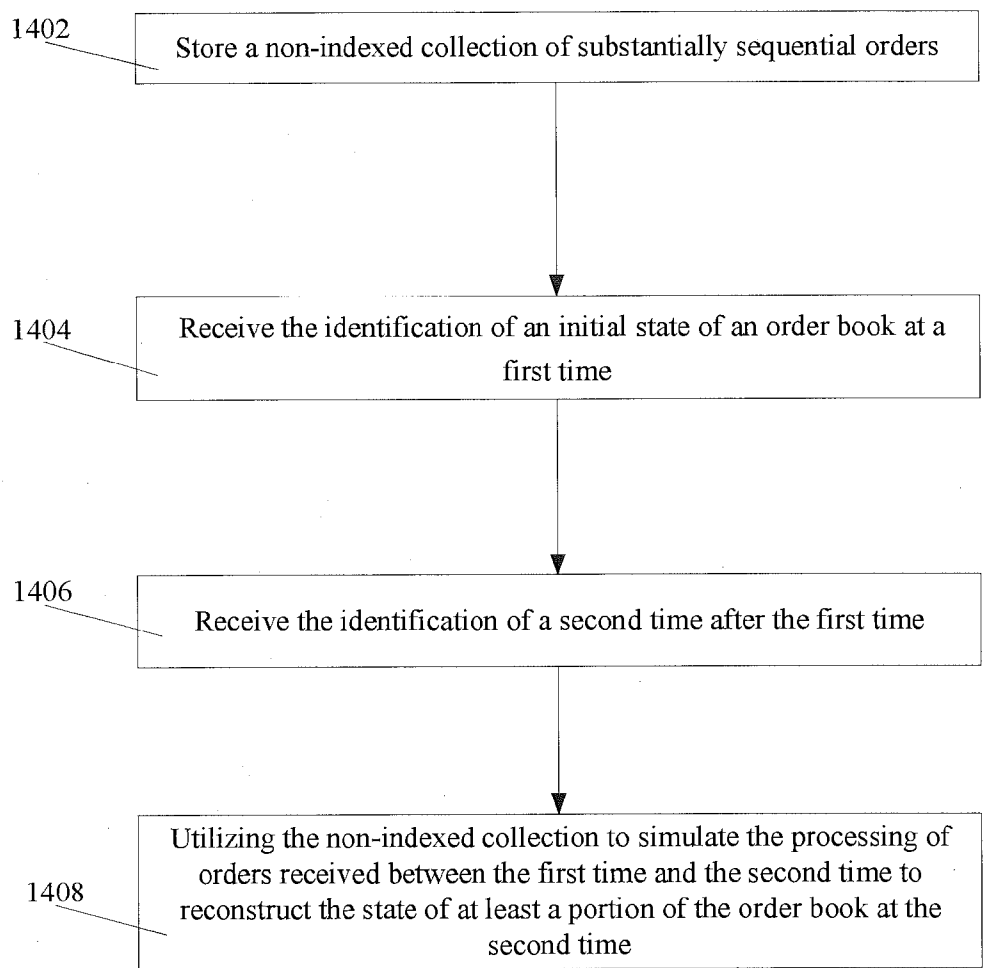 1402
Store a non-indexed collection of substantially sequential orders
1404
Receive the identification of an initial state of an order book at a
first time
1406
Receive the identification of a second time after the first time
1408
Utilizing the non-indexed collection to simulate the processing of
orders received between the first time and the second time to
reconstruct the state of at least a portion of the order book at the
second time